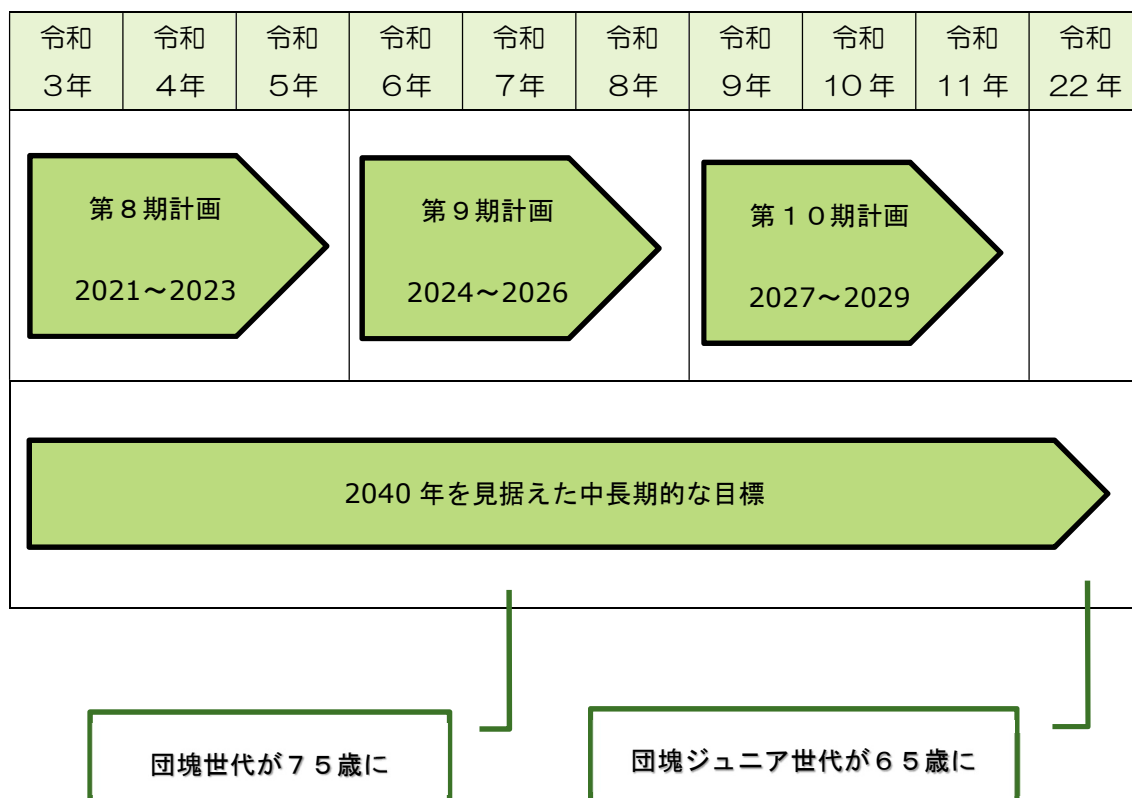 令和 令和 令和 令和 令和 令和 令和 令和 令和 令和
3年 4年 5年 6年 7年 8年 9年 10年 11年 22年
第８期計画
2021～2023
第９期計画
2024～2026
第１０期計画
2027～2029
2040年を見据えた中長期的な目標
団塊世代が７５歳に
団塊ジュニア世代が６５歳に